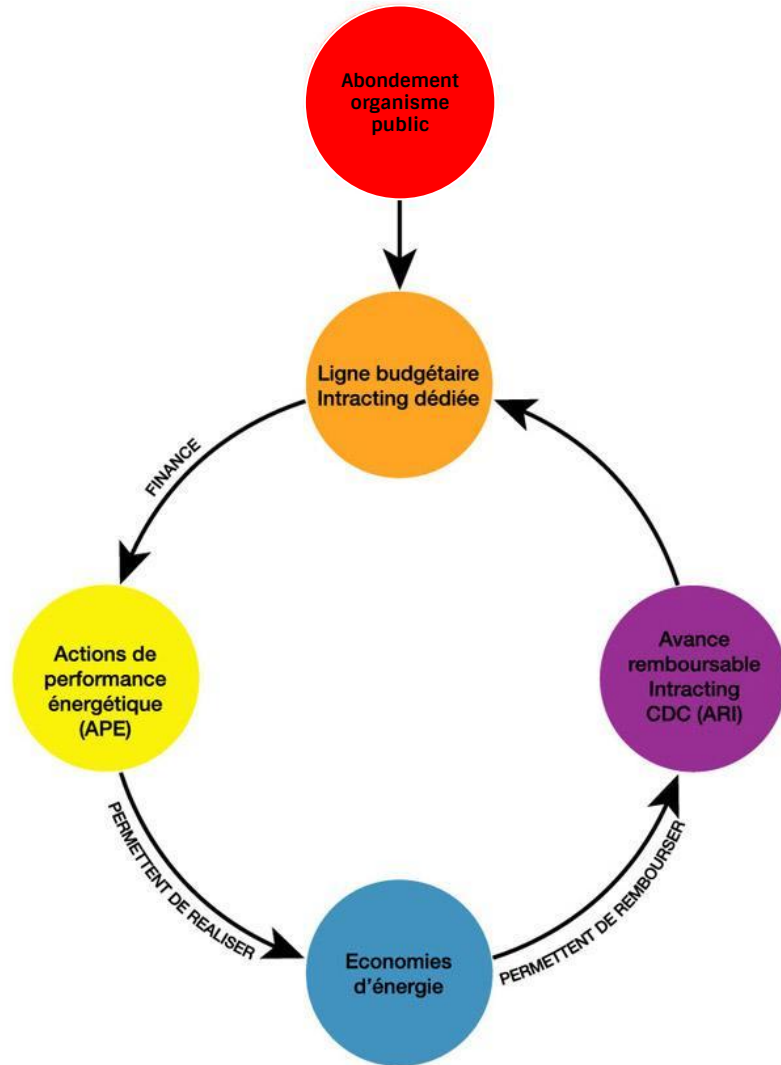 Abondement
organisme
public
Ligne budgétaire
Intracting dédiée
FINANCE
Actions de
performance
énergétique
(APE)
Avance
remboursable
Intracting
CDC (ARI)
PERMETTENT DE REALISER
PERMETTENT DE REMBOURSER
Economies
d'énergie